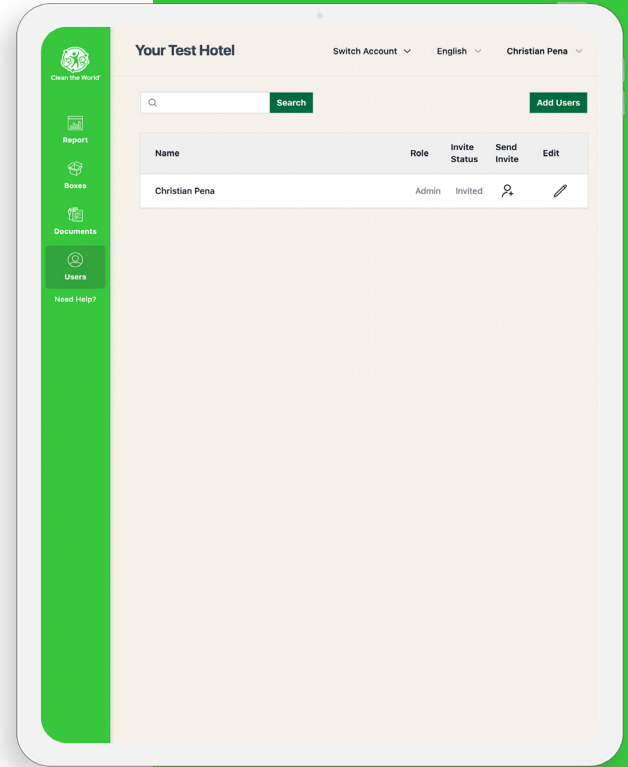 Clean the World
Report
Boxes
Documents
Users
Need Help?
Your Test Hotel
Switch Account
English
Christian Pena
Search
Add Users
Name
Role
Invite
Status
Send
Invite
Edit
Christian Pena
Admin
Invited